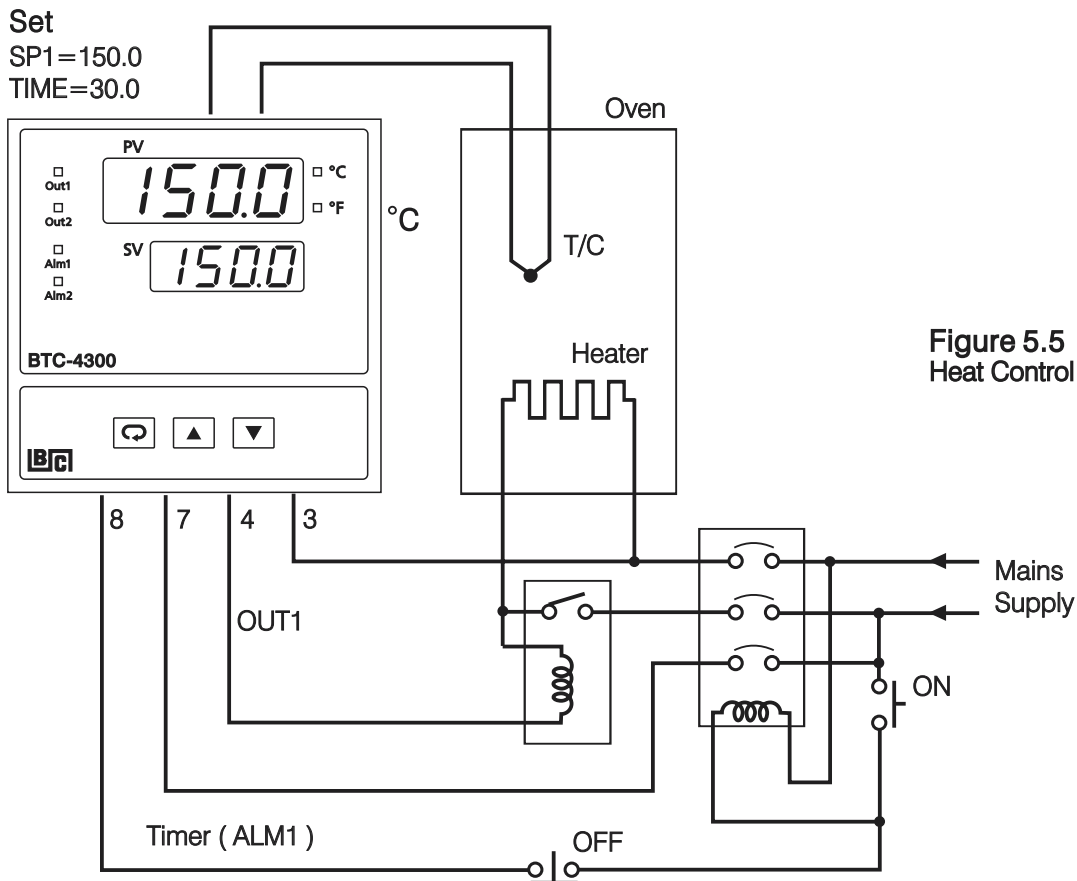 Set
SP1=150.0
TIME=30.0
Oven
PV
150.0
°C
°F
Out1
Out2
Alm1
Alm2
SV
150.0
°C
T/C
BTC-4300
Heater
Figure 5.5
Heat Control
BTC
8
7
4
3
OUT1
Mains
Supply
ON
Timer ( ALM1 )
OFF